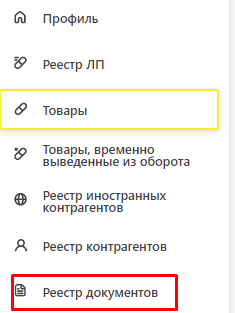 Профиль
Реестр ЛП
Товары
Товары, временно
выведенные из оборота
Реестр иностранных
контрагентов
Реестр контрагентов
Реестр документов